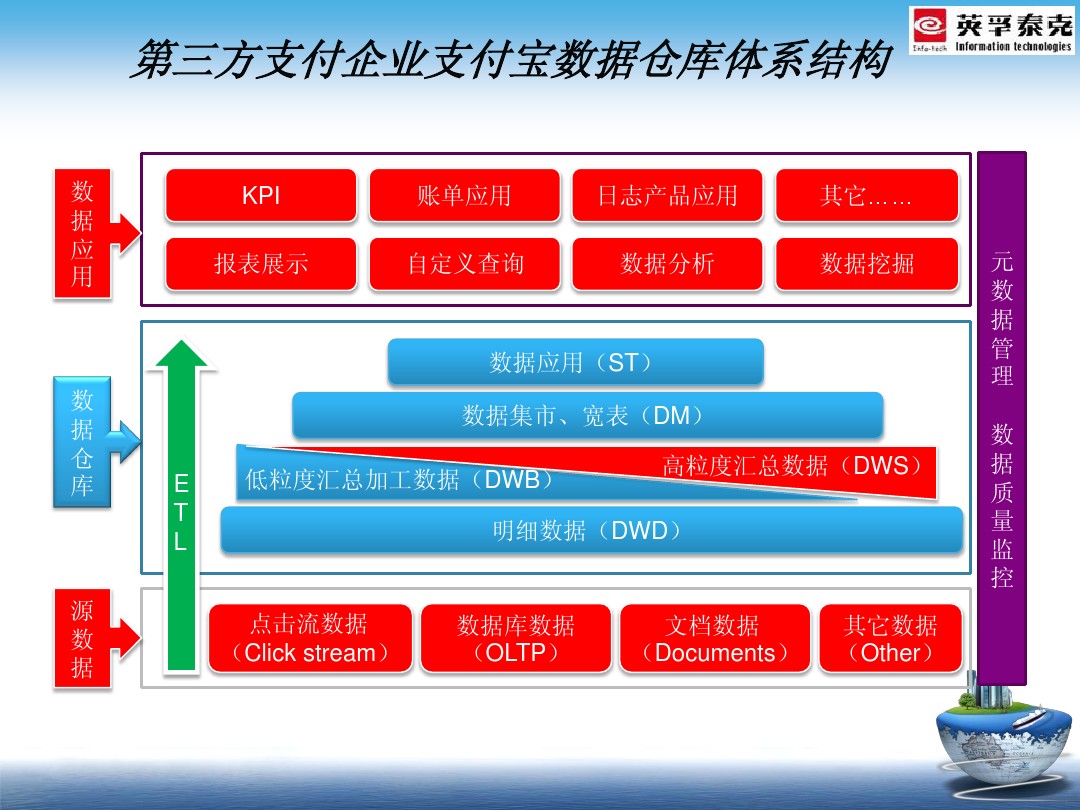 英孚泰克
Info-tech Information technologies
第三方支付企业支付宝数据仓库体系结构
数据应用
KPI
账单应用
日志产品应用
其它……
报表展示
自定义查询
数据分析
数据挖掘
元数据管理 数据质量监控
数据仓库
ETL
数据应用（ST）
数据集市、宽表（DM）
高粒度汇总数据（DWS）
低粒度汇总加工数据（DWB）
明细数据（DWD）
源数据
点击流数据
（Click stream）
数据库数据
（OLTP）
文档数据
（Documents）
其它数据
（Other）